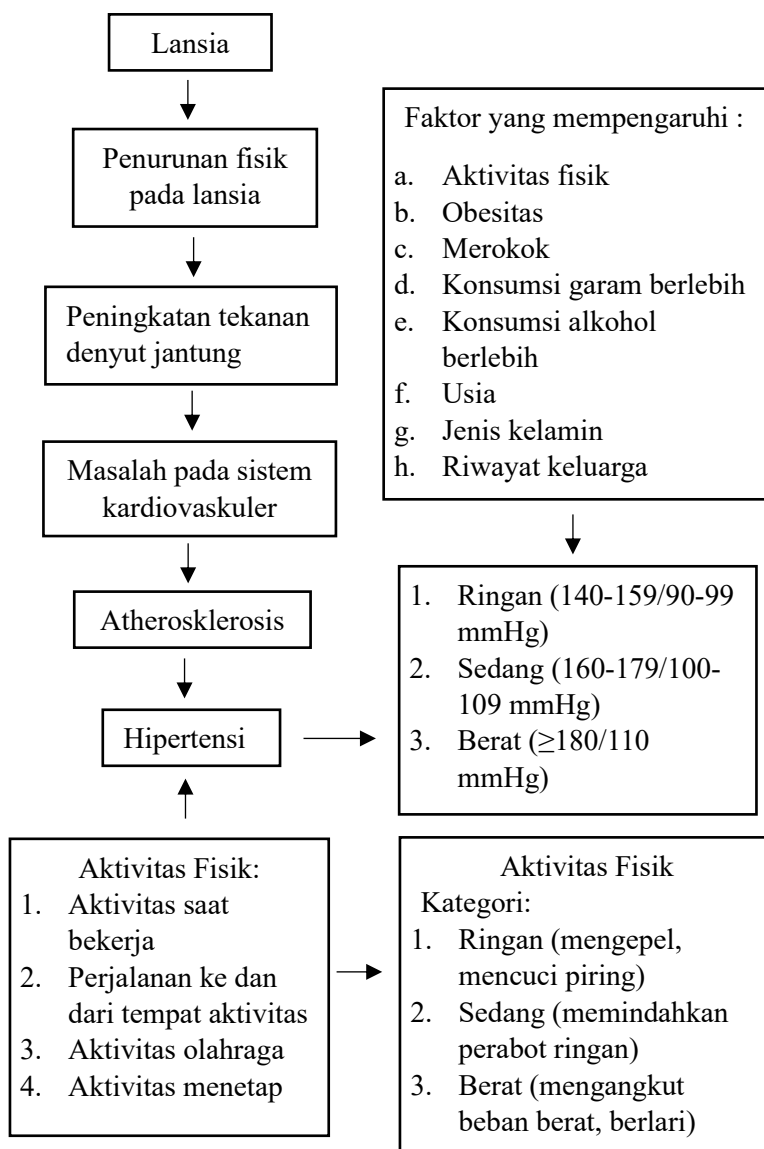 Lansia
Penurunan fisik
pada lansia
Peningkatan tekanan
denyut jantung
Masalah pada sistem
kardiovaskuler
Atherosklerosis
Hipertensi
Faktor yang mempengaruhi :
a. Aktivitas fisik
b. Obesitas
c. Merokok
d. Konsumsi garam berlebih
e. Konsumsi alkohol
berlebih
f. Usia
g. Jenis kelamin
h. Riwayat keluarga
1. Ringan (140-159/90-99
mmHg)
2. Sedang (160-179/100-
109 mmHg)
3. Berat (≥180/110
mmHg)
Aktivitas Fisik:
1. Aktivitas saat
bekerja
2. Perjalanan ke dan
dari tempat aktivitas
3. Aktivitas olahraga
4. Aktivitas menetap
Aktivitas Fisik
Kategori:
1. Ringan (mengepel,
mencuci piring)
2. Sedang (memindahkan
perabot ringan)
3. Berat (mengangkut
beban berat, berlari)